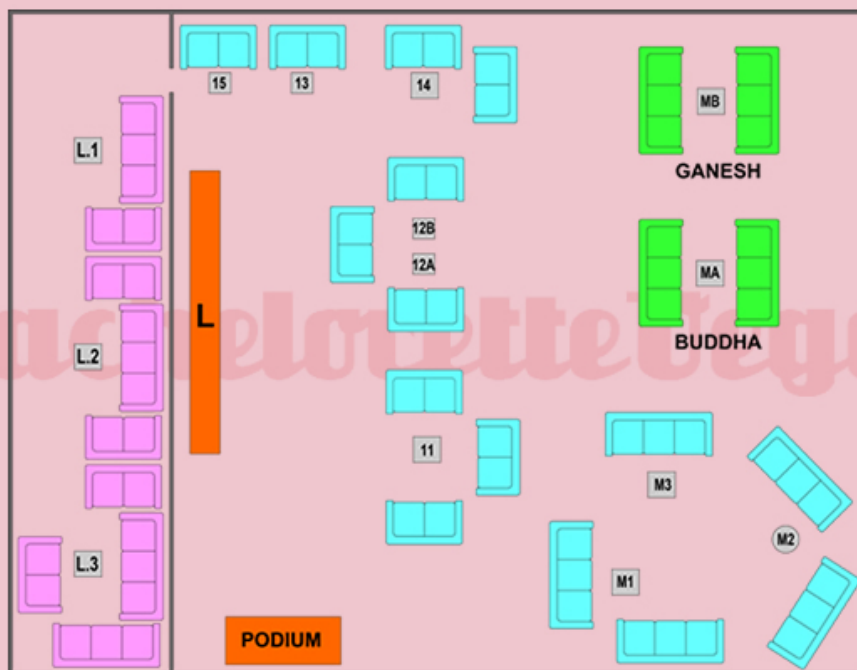 15
13
14
MB
L.1
GANESH
12B
12A
MA
L
BUDDHA
L.2
11
M3
M2
L.3
M1
PODIUM